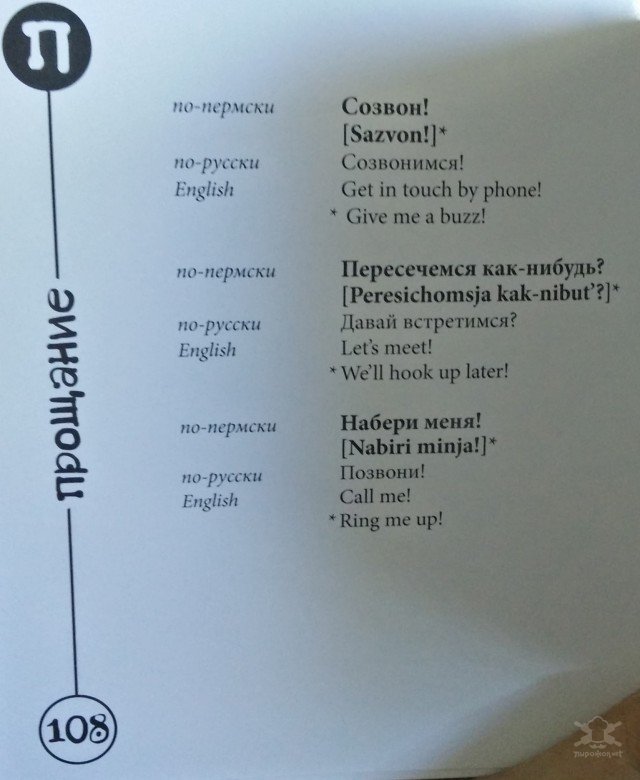 П
прощание
по-пермски Созвон!
[Sazvon!]*
по-русски Созвонимся!
English Get in touch by phone!
* Give me a buzz!
по-пермски Пересечемся как-нибудь?
[Peresichomsja kak-nibut’?]*
по-русски Давай встретимся?
English Let’s meet!
* We’ll hook up later!
по-пермски Набери меня!
[Nabiri minja!]*
по-русски Позвони!
English Call me!
* Ring me up!
108
пирожок.net